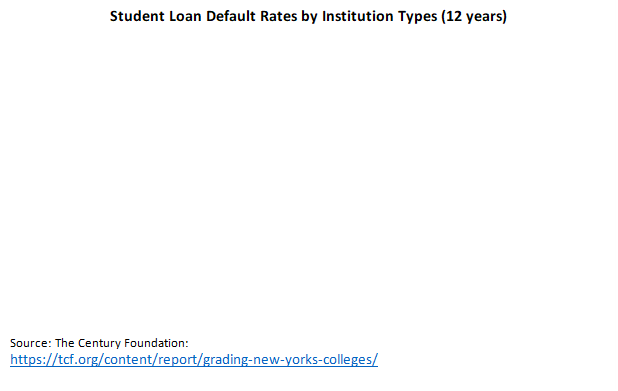 Student Loan Default Rates by Institution Types (12 years)
Source: The Century Foundation:
https://tcf.org/content/report/grading-new-yorks-colleges/